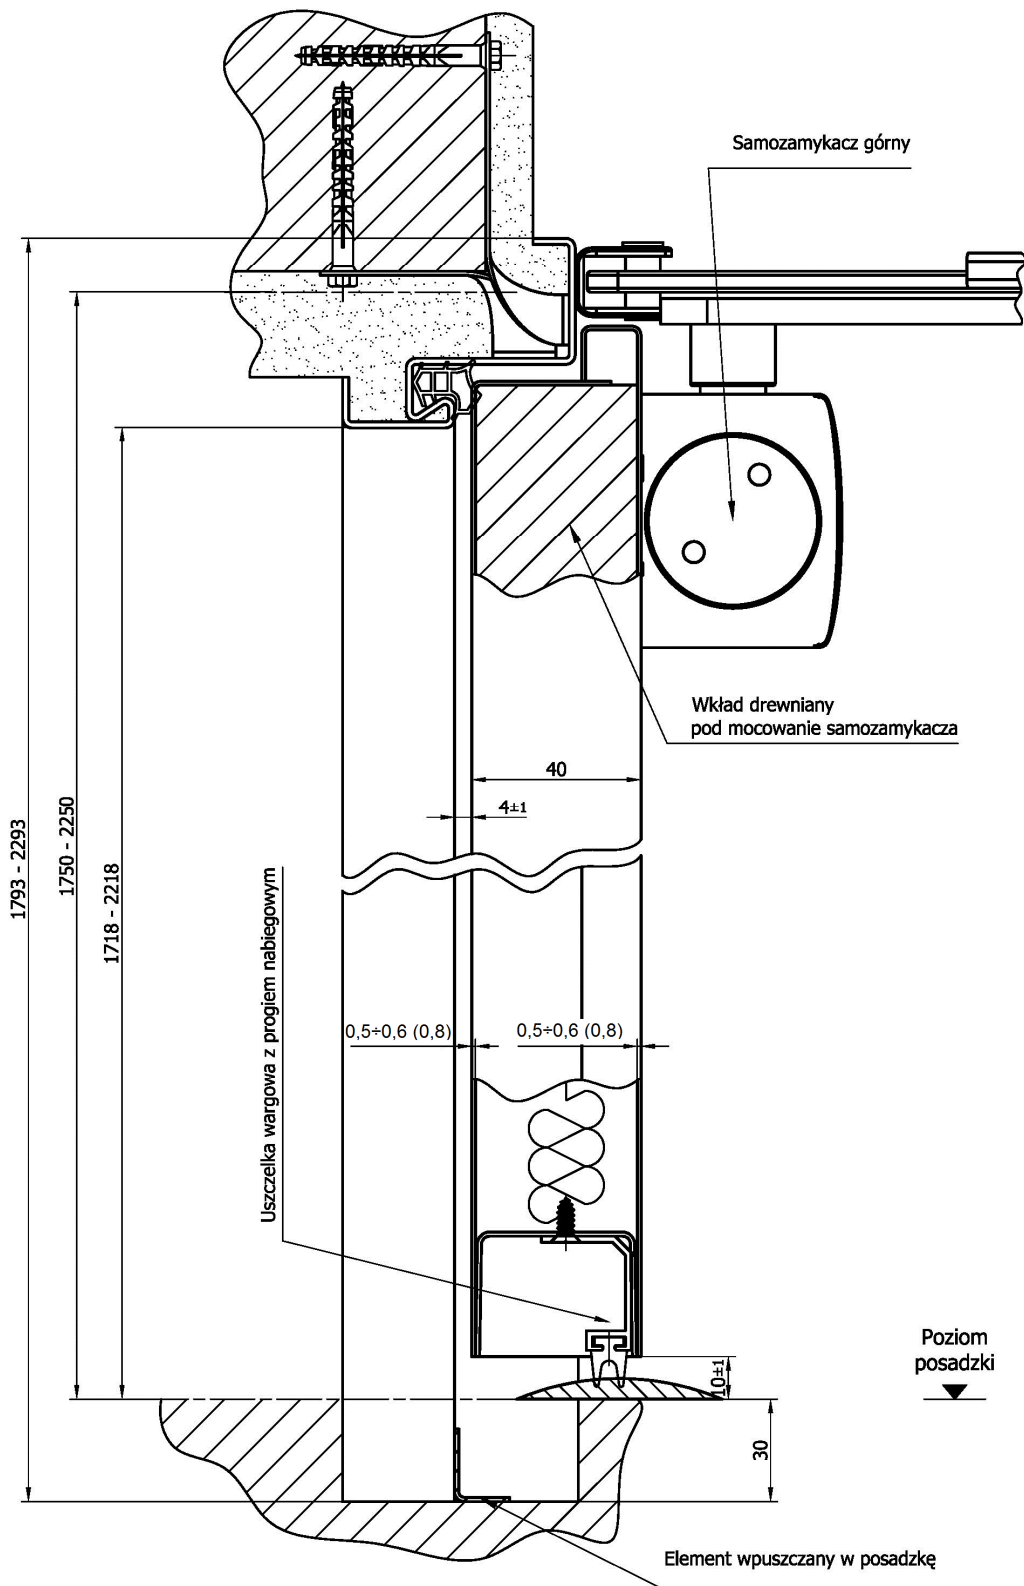 Samozamykacz górny
Wkład drewniany
pod mocowanie samozamykacza
40
4±1
1793 - 2293
1750 - 2250
1718 - 2218
Uszczelka wargowa z progiem nabiegowym
0,5÷0,6 (0,8)
0,5÷0,6 (0,8)
Poziom
posadzki
10±1
30
Element wpuszczany w posadzkę